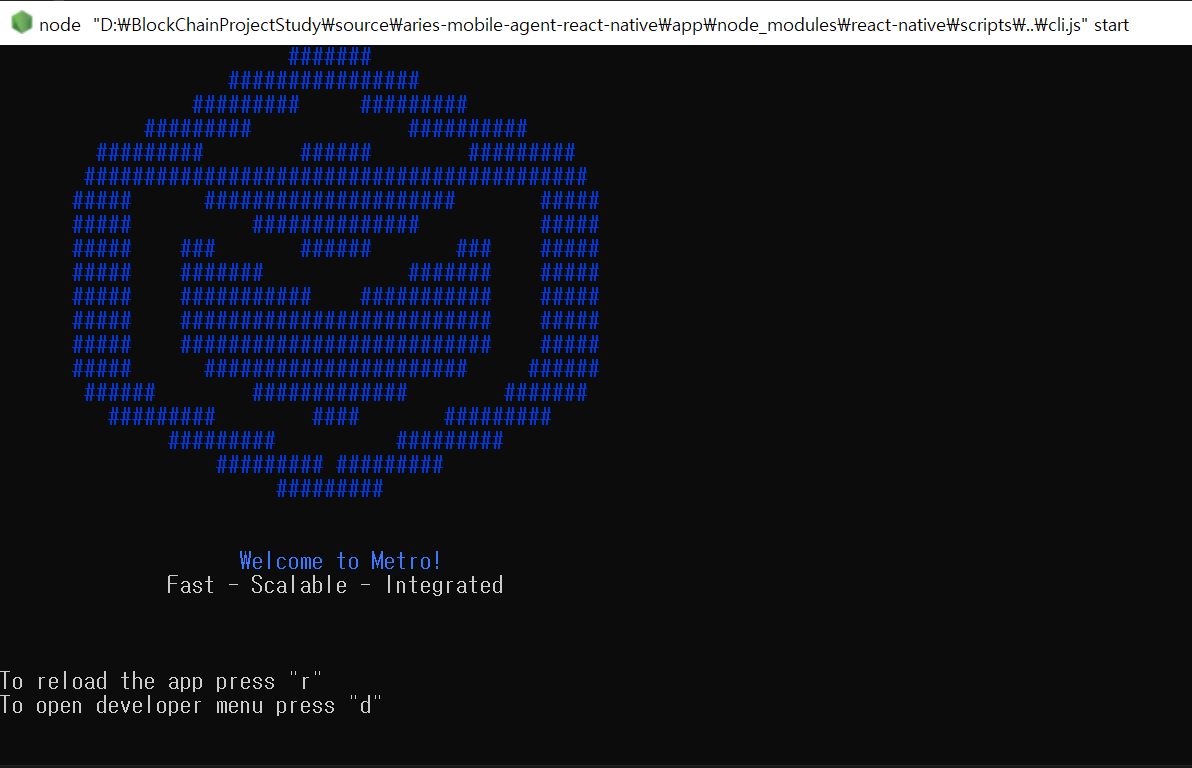 node "D:₩BlockChainProjectStudy₩source₩aries-mobile-agent-react-native₩app₩node_modules₩react-native₩scripts₩..₩cli.js" start
Welcome to Metro!
Fast - Scalable - Integrated
To reload the app press "r"
To open developer menu press "d"